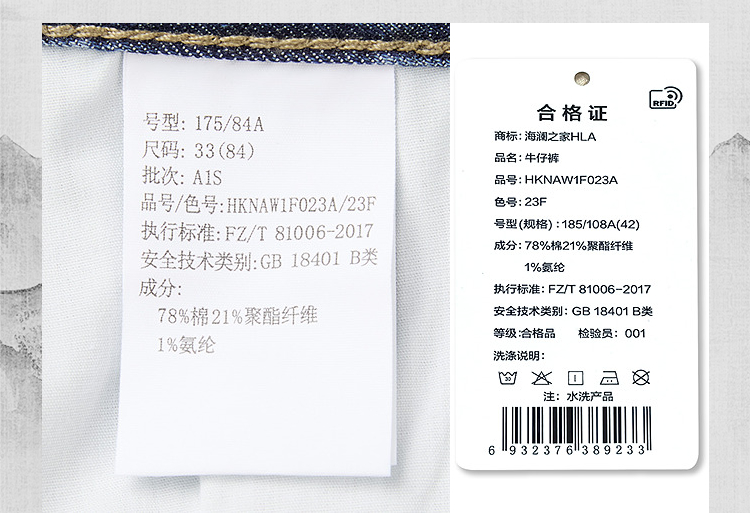 号型: 175/84A
尺码: 33(84)
批次: A1S
品号/色号:HKNAW1F023A/23F
执行标准:FZ/T 81006-2017
安全技术类别:GB 18401 B类
成分:
78%棉21%聚酯纤维
1%氨纶
RFID
合格证
商标: 海澜之家HLA
品名: 牛仔裤
品号: HKNAW1F023A
色号: 23F
号型(规格) : 185/108A(42)
成分: 78%棉21%聚酯纤维
1%氨纶
执行标准: FZ/T 81006-2017
安全技术类别: GB 18401 B类
等级:合格品 检验员: 001
洗涤说明:
30
注: 水洗产品
6 932376 389233